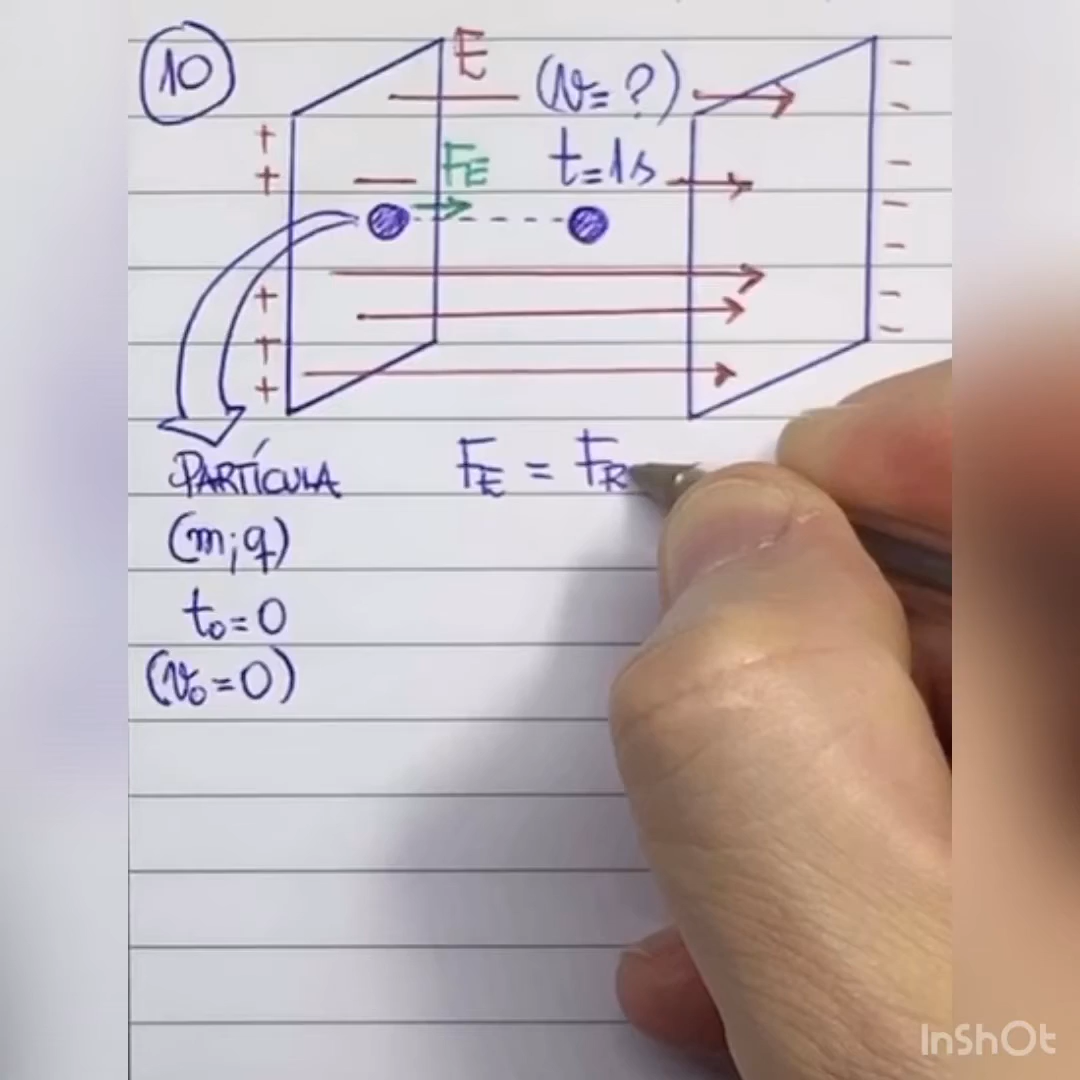 10
E
(v = ?)
+
+
FE
t = 1s
+
+
+
- - - - - - -
PARTÍCULA
FE = FR
(m; q)
t₀ = 0
(v₀ = 0)
InShOt